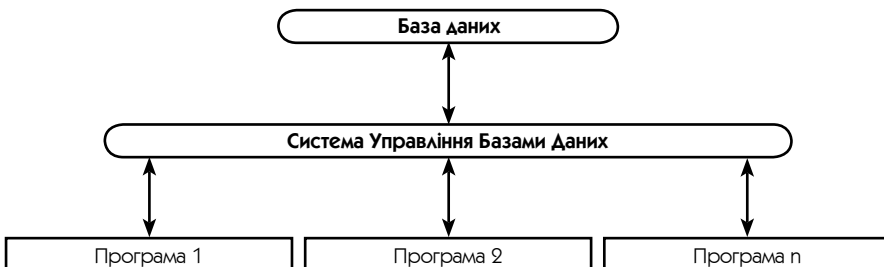 База даних
Система Управління Базами Даних
Програма 1
Програма 2
Програма n